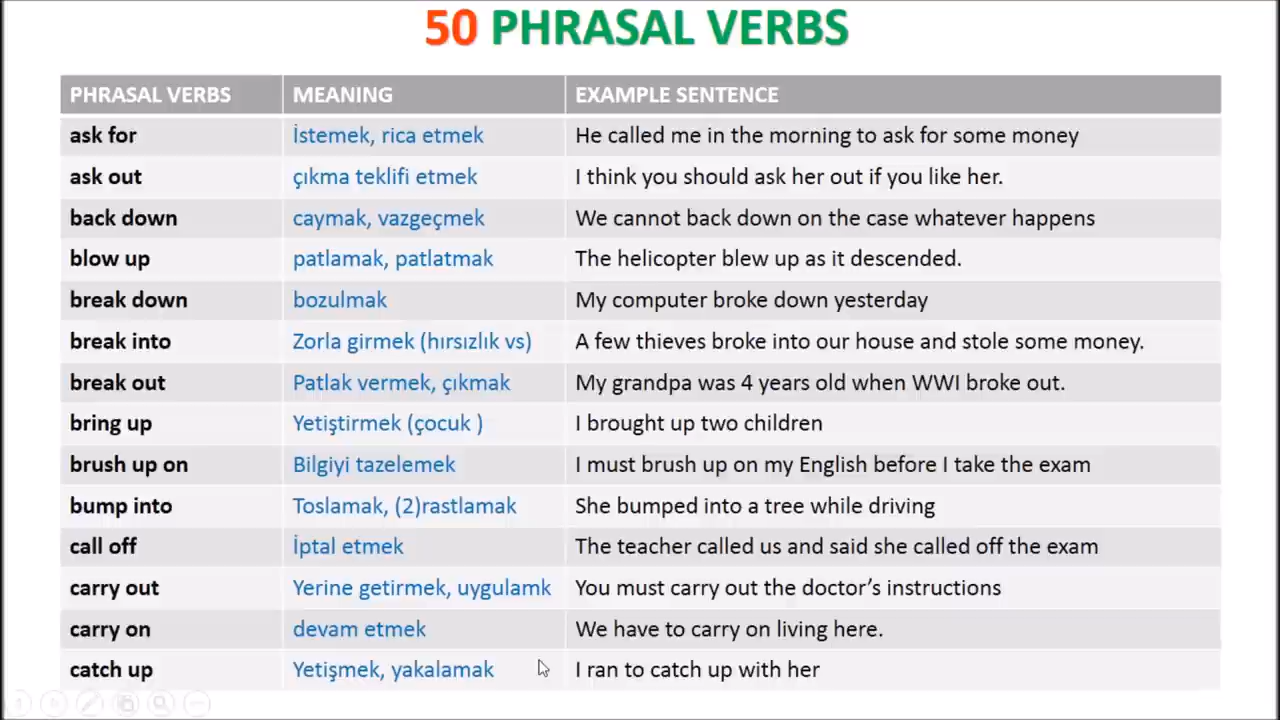 50 PHRASAL VERBS
PHRASAL VERBS MEANING EXAMPLE SENTENCE
ask for İstemek, rica etmek He called me in the morning to ask for some money
ask out çıkma teklifi etmek I think you should ask her out if you like her.
back down caymak, vazgeçmek We cannot back down on the case whatever happens
blow up patlamak, patlatmak The helicopter blew up as it descended.
break down bozulmak My computer broke down yesterday
break into Zorla girmek (hırsızlık vs) A few thieves broke into our house and stole some money.
break out Patlak vermek, çıkmak My grandpa was 4 years old when WWI broke out.
bring up Yetiştirmek (çocuk ) I brought up two children
brush up on Bilgiyi tazelemek I must brush up on my English before I take the exam
bump into Toslamak, (2)rastlamak She bumped into a tree while driving
call off İptal etmek The teacher called us and said she called off the exam
carry out Yerine getirmek, uygulamk You must carry out the doctor’s instructions
carry on devam etmek We have to carry on living here.
catch up Yetişmek, yakalamak I ran to catch up with her